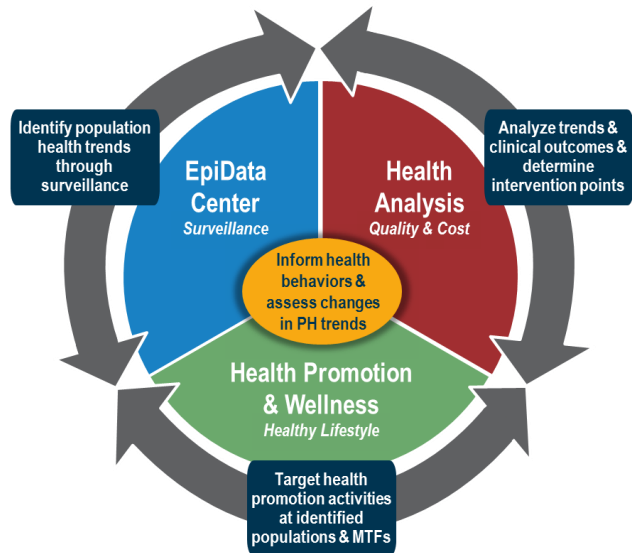 Identify population
health trends
through
surveillance
EpiData
Center
Surveillance
Health
Analysis
Quality & Cost
Analyze trends &
clinical outcomes &
determine
intervention points
Inform health
behaviors &
assess changes
in PH trends
Health Promotion
& Wellness
Healthy Lifestyle
Target health
promotion activities
at identified
populations & MTFs